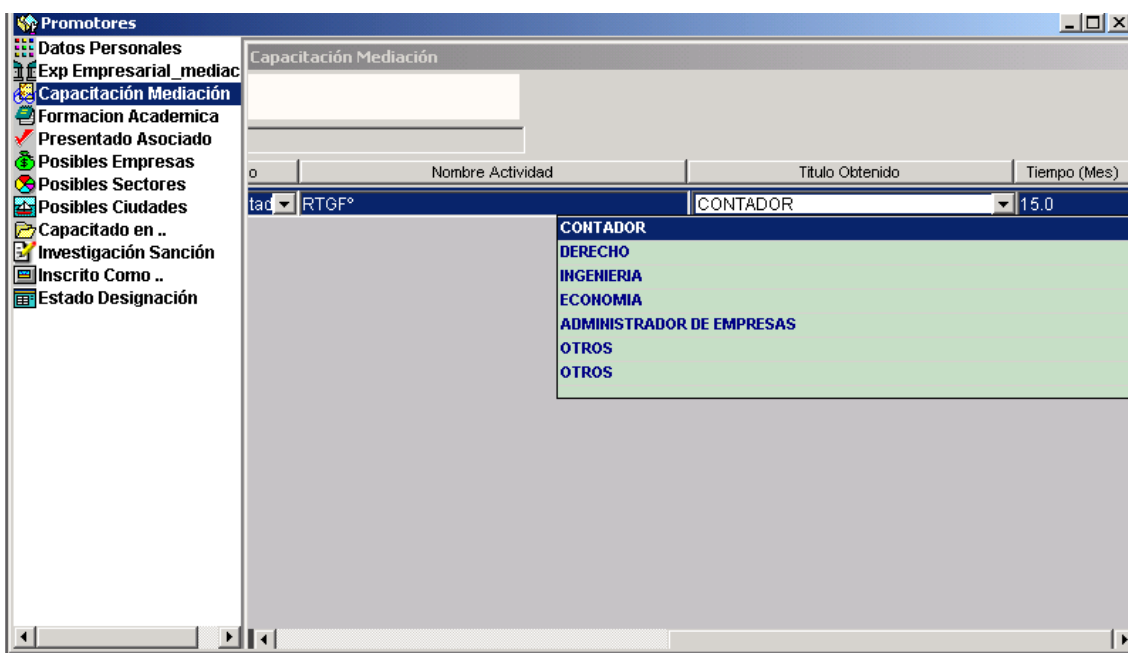 Promotores
Datos Personales
Exp Empresarial_mediac
Capacitación Mediación
Formacion Academica
Presentado Asociado
Posibles Empresas
Posibles Sectores
Posibles Ciudades
Capacitado en ..
Investigación Sanción
Inscrito Como ..
Estado Designación
Capacitación Mediación
o Nombre Actividad Titulo Obtenido Tiempo (Mes)
tad RTGFº CONTADOR 15.0
CONTADOR
DERECHO
INGENIERIA
ECONOMIA
ADMINISTRADOR DE EMPRESAS
OTROS
OTROS